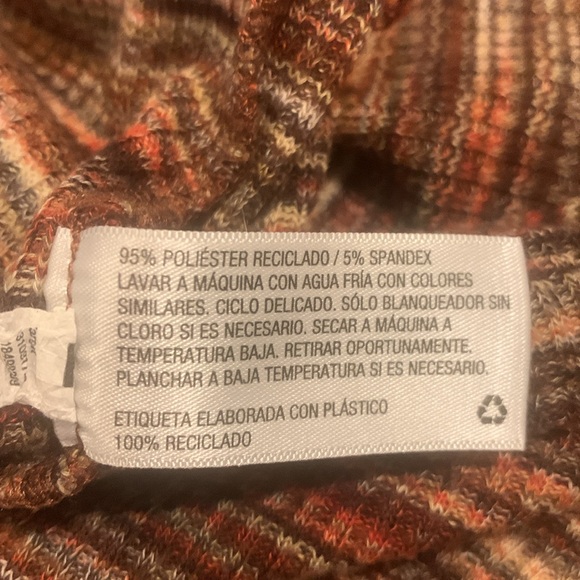 95% POLIÉSTER RECICLADO / 5% SPANDEX
LAVAR A MÁQUINA CON AGUA FRÍA CON COLORES
SIMILARES. CICLO DELICADO. SÓLO BLANQUEADOR SIN
CLORO SI ES NECESARIO. SECAR A MÁQUINA A
TEMPERATURA BAJA. RETIRAR OPORTUNAMENTE.
PLANCHAR A BAJA TEMPERATURA SI ES NECESARIO.
ETIQUETA ELABORADA CON PLÁSTICO
100% RECICLADO